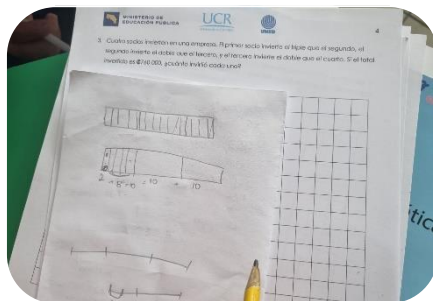 MINISTERIO DE
EDUCACIÓN PÚBLICA
UCR
UNED
4
5. Cuatro socios invierten en una empresa. El primer socio invierte el triple que el segundo, el
segundo invierte el doble que el tercero, y el tercero invierte el doble que el cuarto. Si el total
invertido es ₡760 000, ¿cuánto invirtió cada uno?
10 + 10